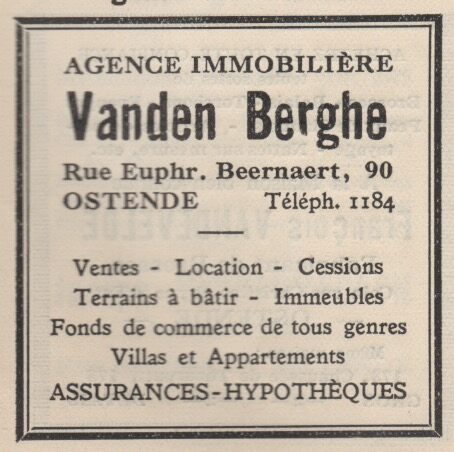 AGENCE IMMOBILIÈRE
Vanden Berghe
Rue Euphr. Beernaert, 90
OSTENDE Téléph. 1184
Ventes - Location - Cessions
Terrains à bâtir - Immeubles
Fonds de commerce de tous genres
Villas et Appartements
ASSURANCES-HYPOTHÈQUES